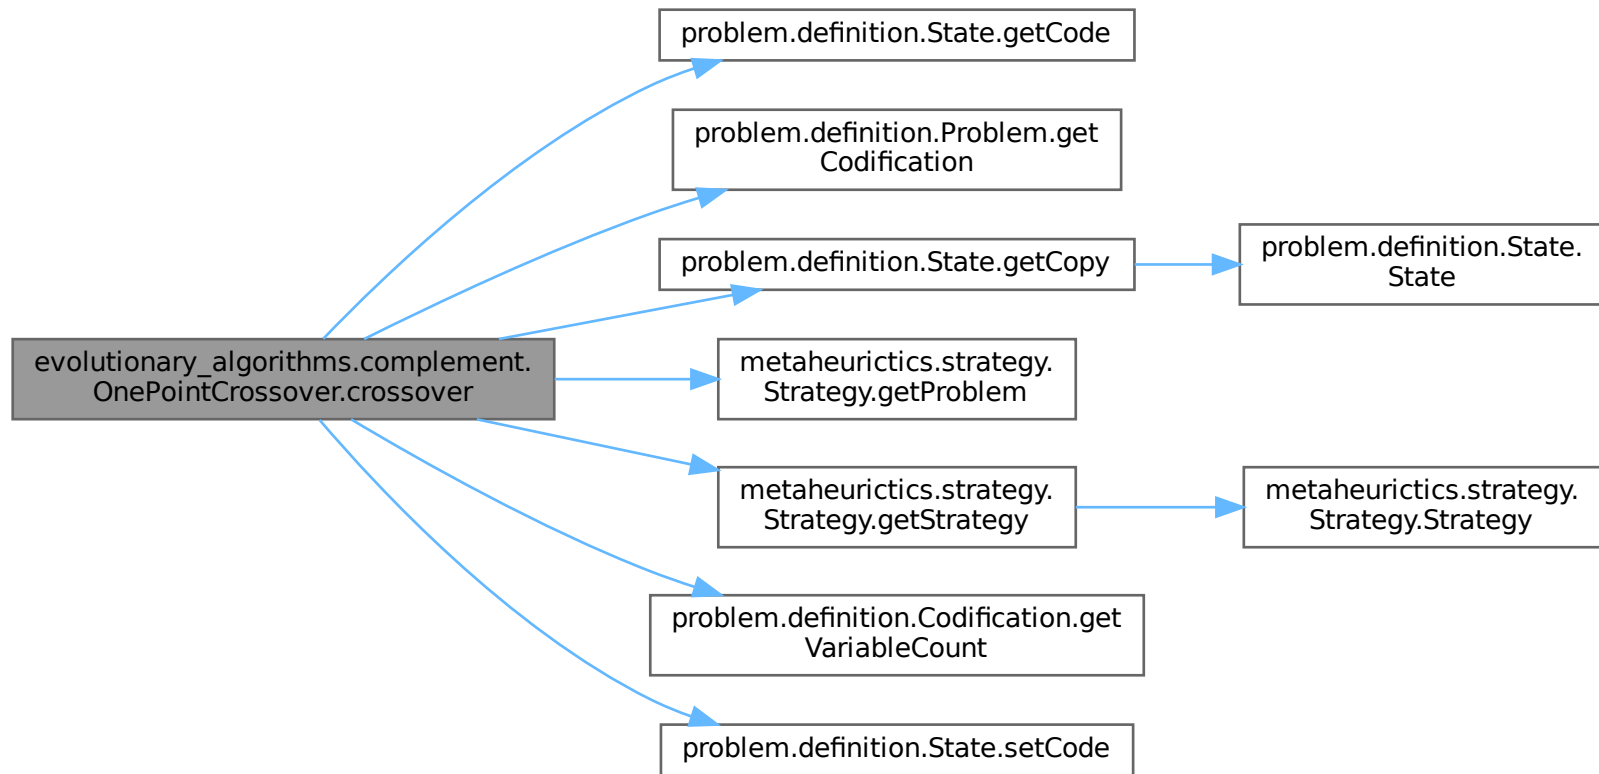 problem.definition.State.getCode
problem.definition.Problem.get
Codification
problem.definition.State.getCopy
problem.definition.State.
State
evolutionary_algorithms.complement.
OnePointCrossover.crossover
metaheurictics.strategy.
Strategy.getProblem
metaheurictics.strategy.
Strategy.getStrategy
metaheurictics.strategy.
Strategy.Strategy
problem.definition.Codification.get
VariableCount
problem.definition.State.setCode